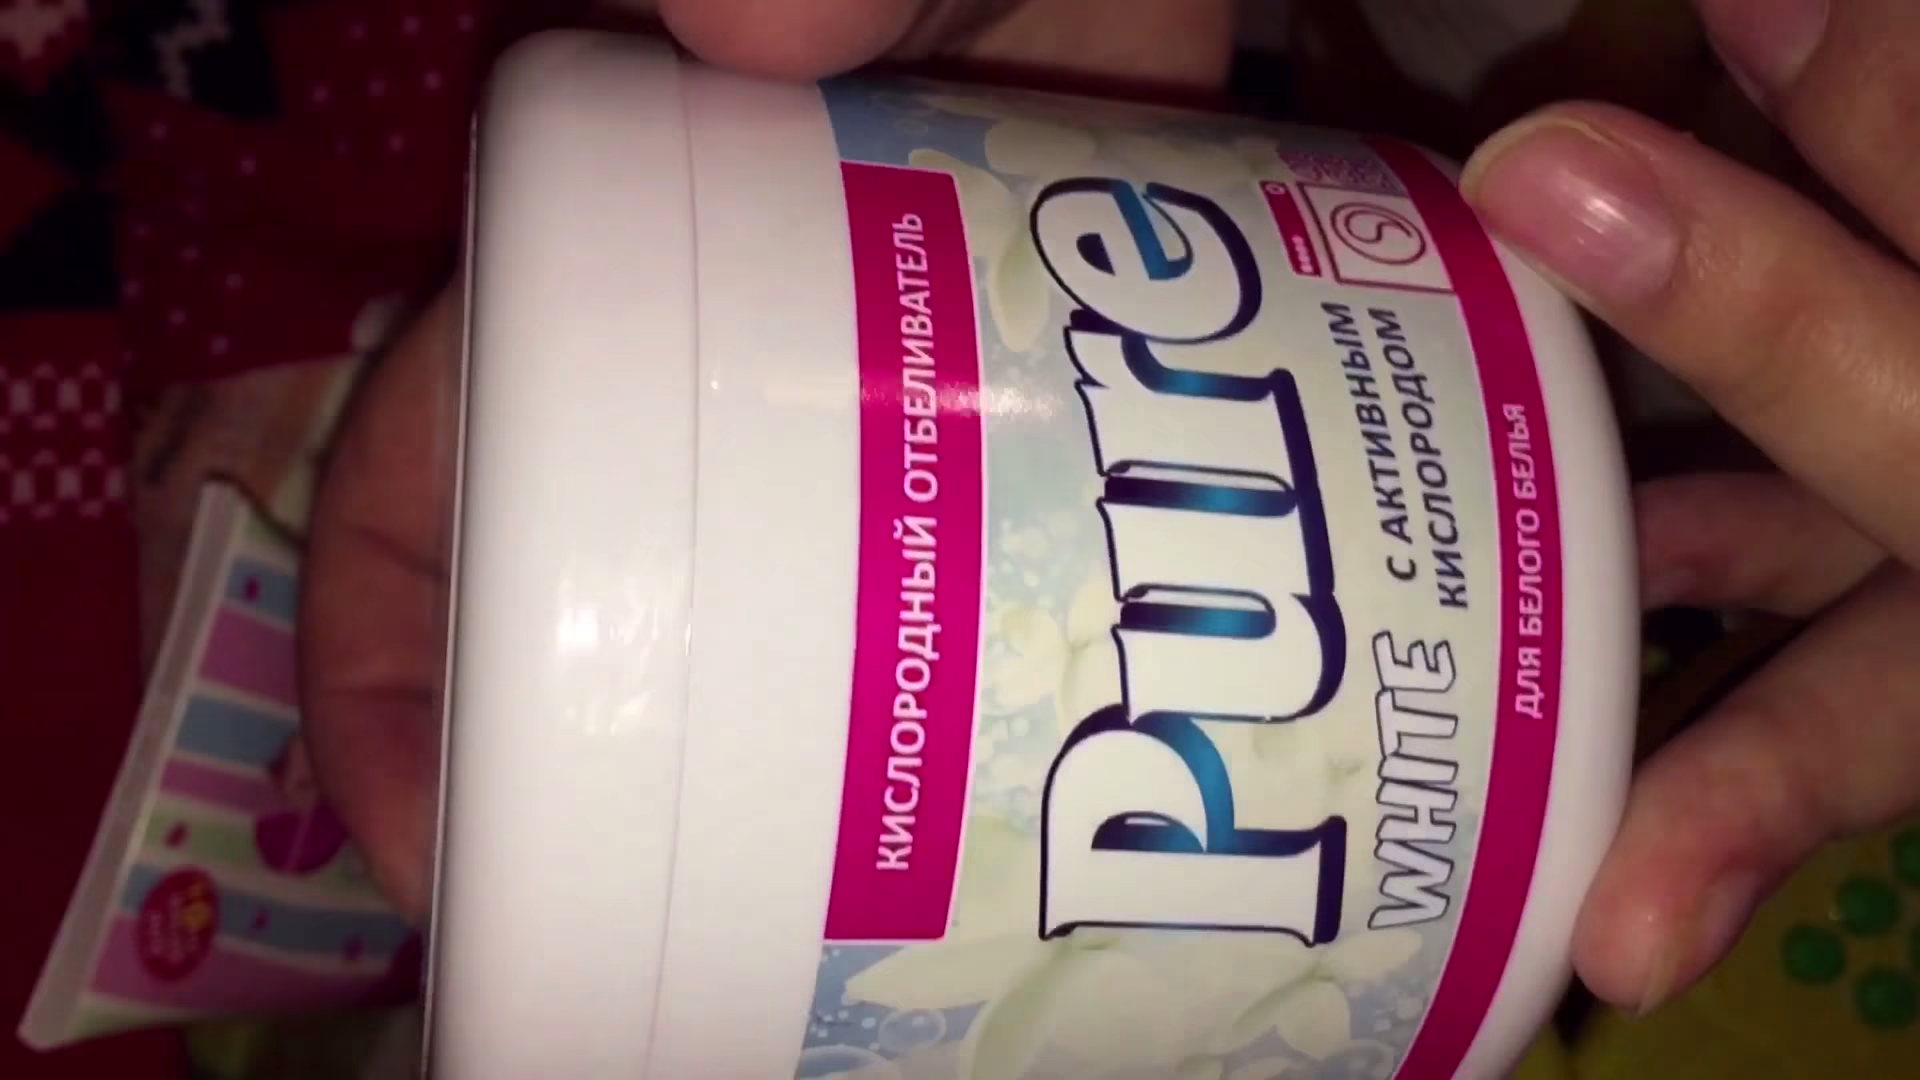 КИСЛОРОДНЫЙ ОТБЕЛИВАТЕЛЬ
Pure
WHITE
С АКТИВНЫМ
КИСЛОРОДОМ
ДЛЯ БЕЛОГО БЕЛЬЯ